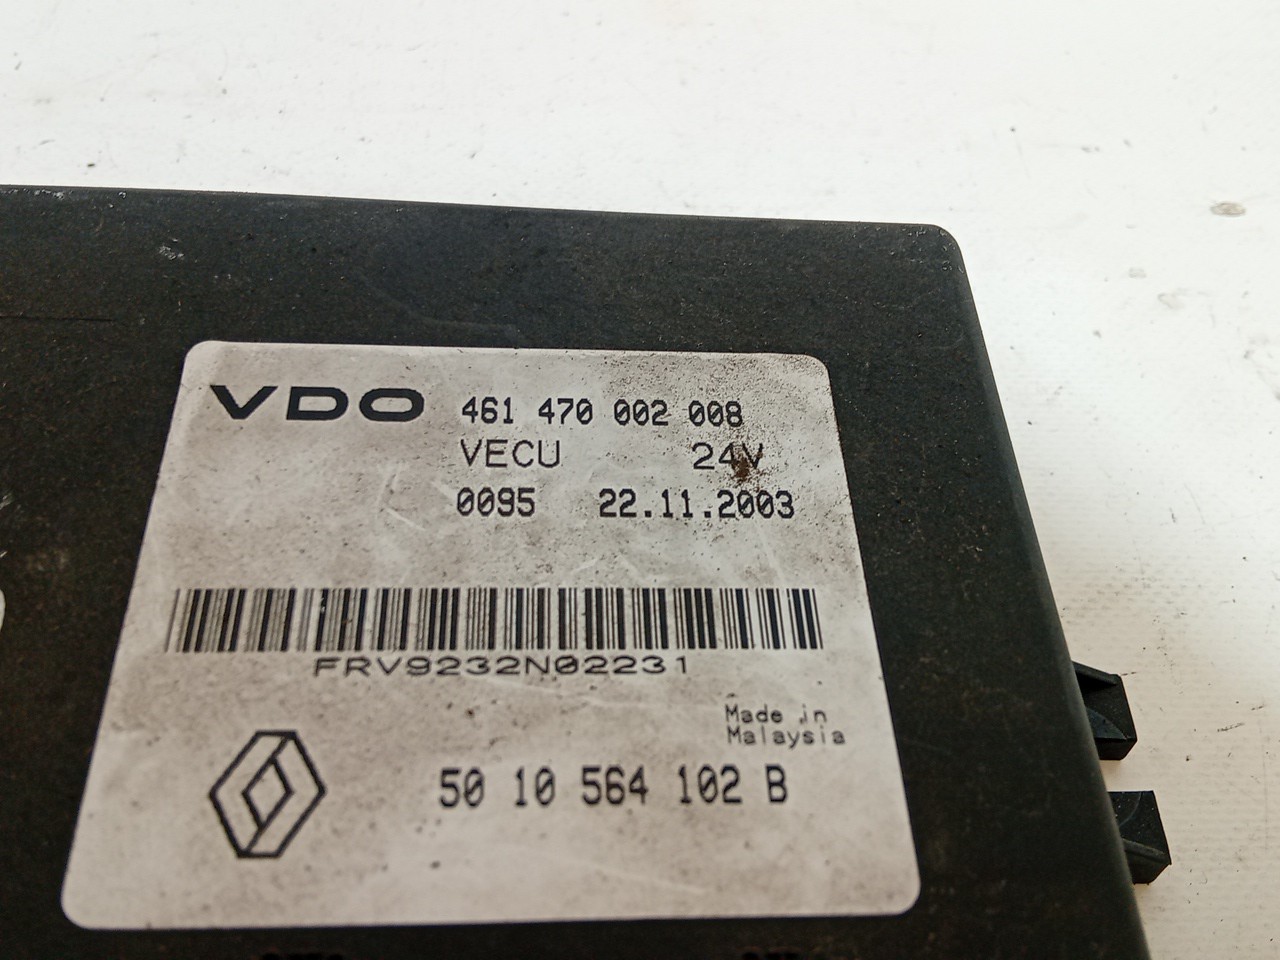 VDO 461 470 002 008
VECU 24V
0095 22.11.2003
FRV9232N02231
Made in
Malaysia
50 10 564 102 B